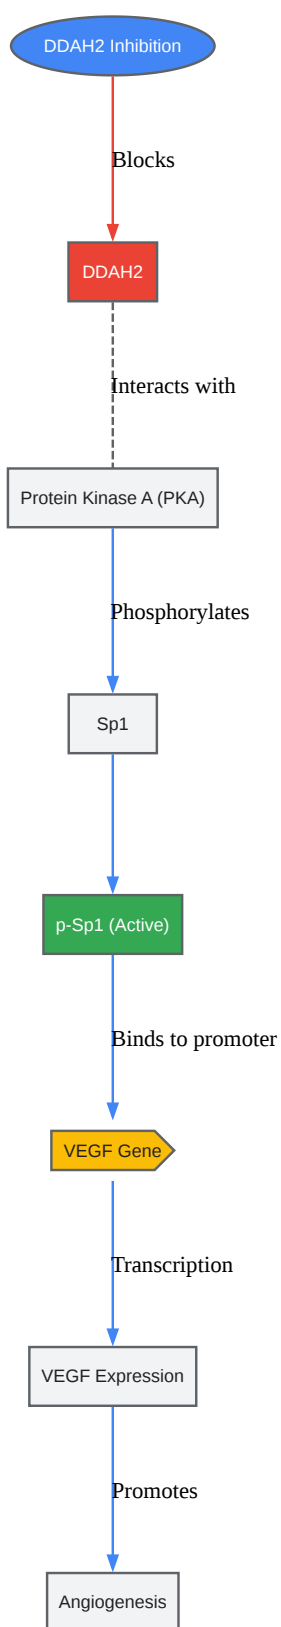 DDAH2 Inhibition
Blocks
DDAH2
Interacts with
Protein Kinase A (PKA)
Phosphorylates
Sp1
p-Sp1 (Active)
Binds to promoter
VEGF Gene
Transcription
VEGF Expression
Promotes
Angiogenesis